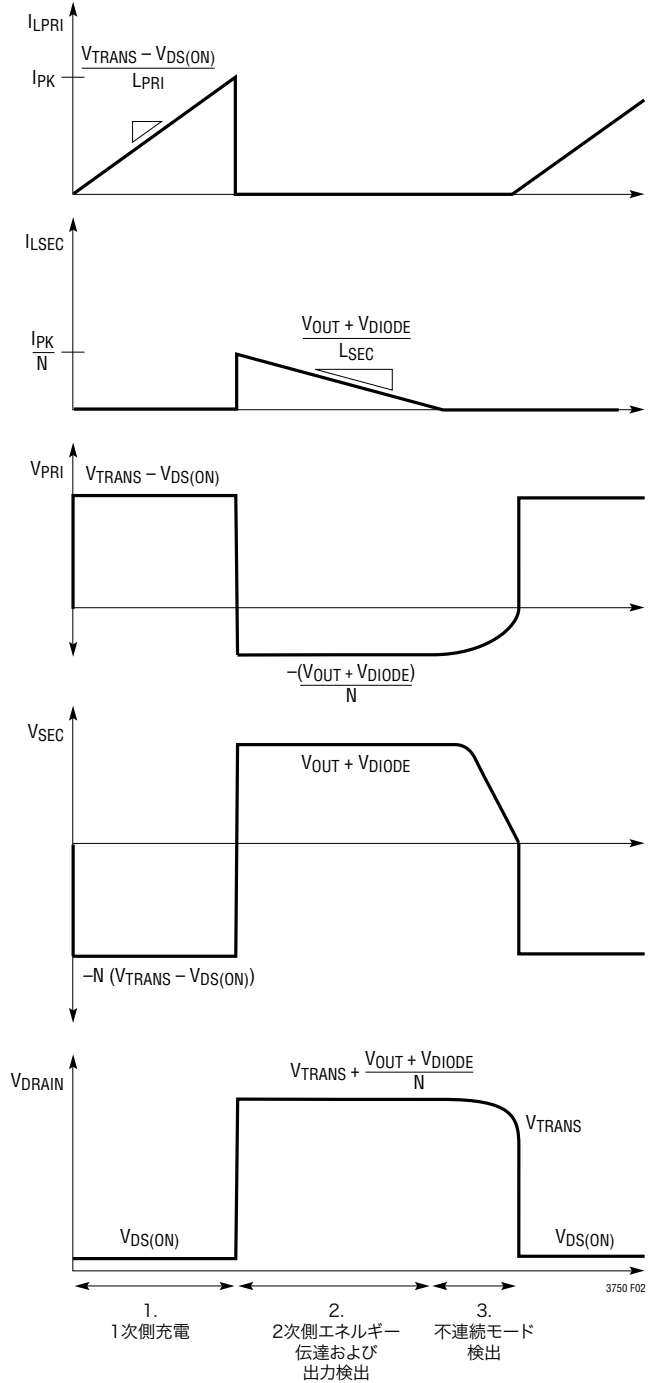 ILPRI
VTRANS – VDS(ON)
LPRI
IPK
ILSEC
IPK
N
VOUT + VDIODE
LSEC
VPRI
VTRANS – VDS(ON)
–(VOUT + VDIODE)
N
VSEC
VOUT + VDIODE
–N (VTRANS – VDS(ON))
VDRAIN
VTRANS + VOUT + VDIODE
N
VTRANS
VDS(ON)
VDS(ON)
3750 F02
1.
1次側充電
2.
2次側エネルギー
伝達および
出力検出
3.
不連続モード
検出